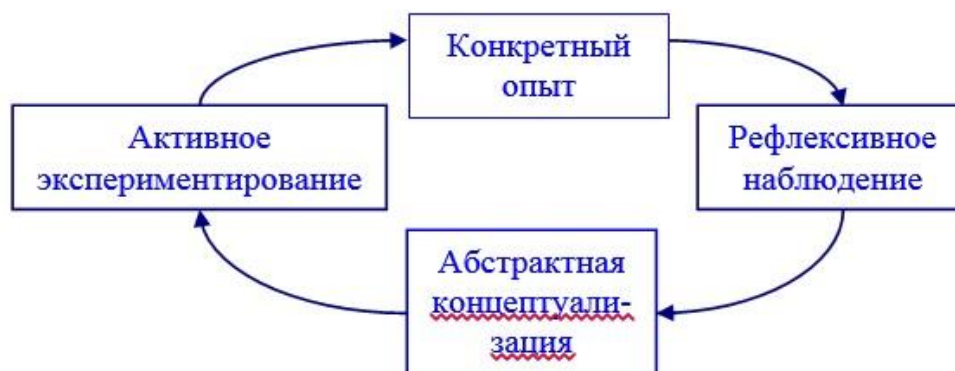 Конкретный
опыт
Активное
экспериментирование
Рефлексивное
наблюдение
Абстрактная
концептуали-
зация